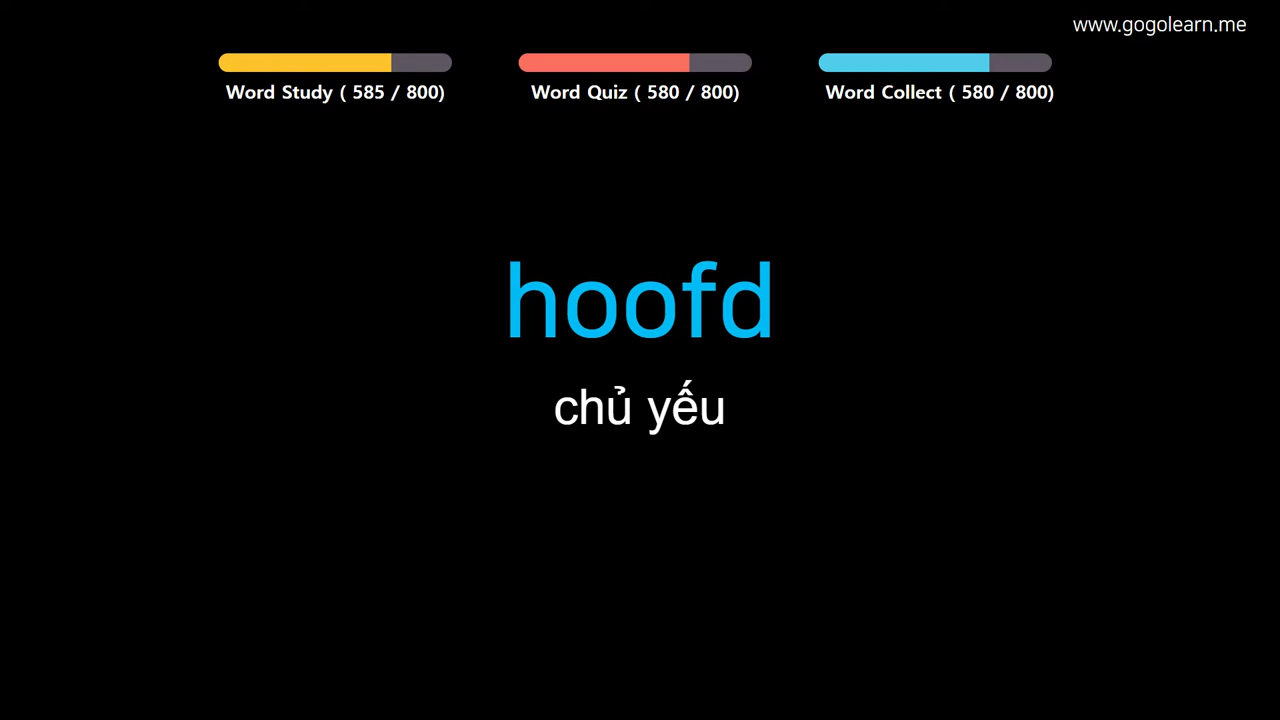 www.gogolearn.me
Word Study ( 585 / 800)
Word Quiz ( 580 / 800)
Word Collect ( 580 / 800)
hoofd
chủ yếu